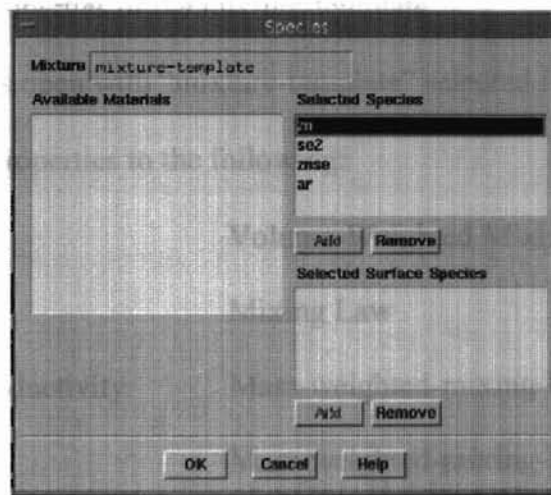 Species
Mixture mixture-template
Available Materials
Selected Species
zn
se2
znse
ar
Add Remove
Selected Surface Species
Add Remove
OK Cancel Help